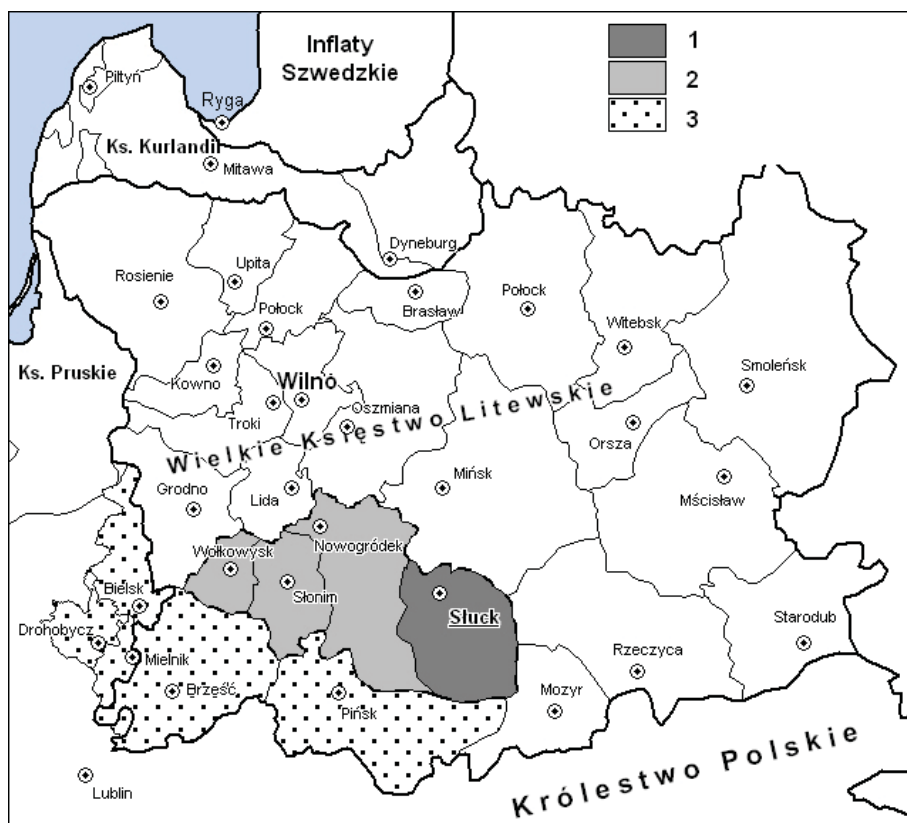 Inflaty
Szwedzkie
1
2
3
Piltyń
Ryga
Ks. Kurlandii
Mitawa
Dyneburg
Upita
Rosienie
Brasław
Połock
Połock
Witebsk
Ks. Pruskie
Kowno
Wilno
Smoleńsk
Troki
Oszmiana
Wielkie Księstwo Litewskie
Orsza
Grodno
Lida
Mińsk
Mścisław
Nowogródek
Wołkowysk
Słonim
Bielsk
Słuck
Starodub
Drohobycz
Mielnik
Rzeczyca
Brześć
Pińsk
Mozyr
Lublin
Królestwo Polskie